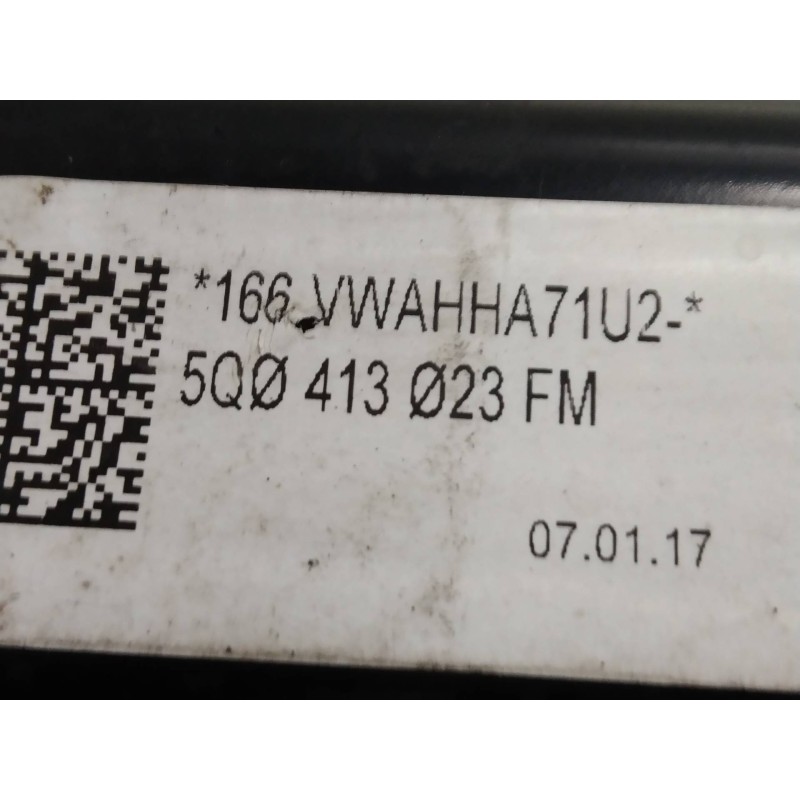 *166 VWAHHA71U2-*
5QØ 413 Ø23 FM
07.01.17